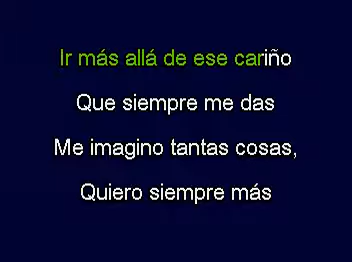 Ir más allá de ese cariño
Que siempre me das
Me imagino tantas cosas,
Quiero siempre más